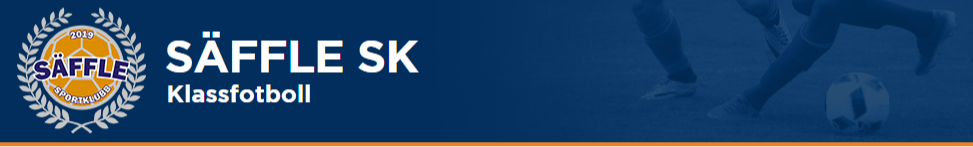 2019
SÄFFLE
SPORTKLUBB
SÄFFLE SK
Klassfotboll